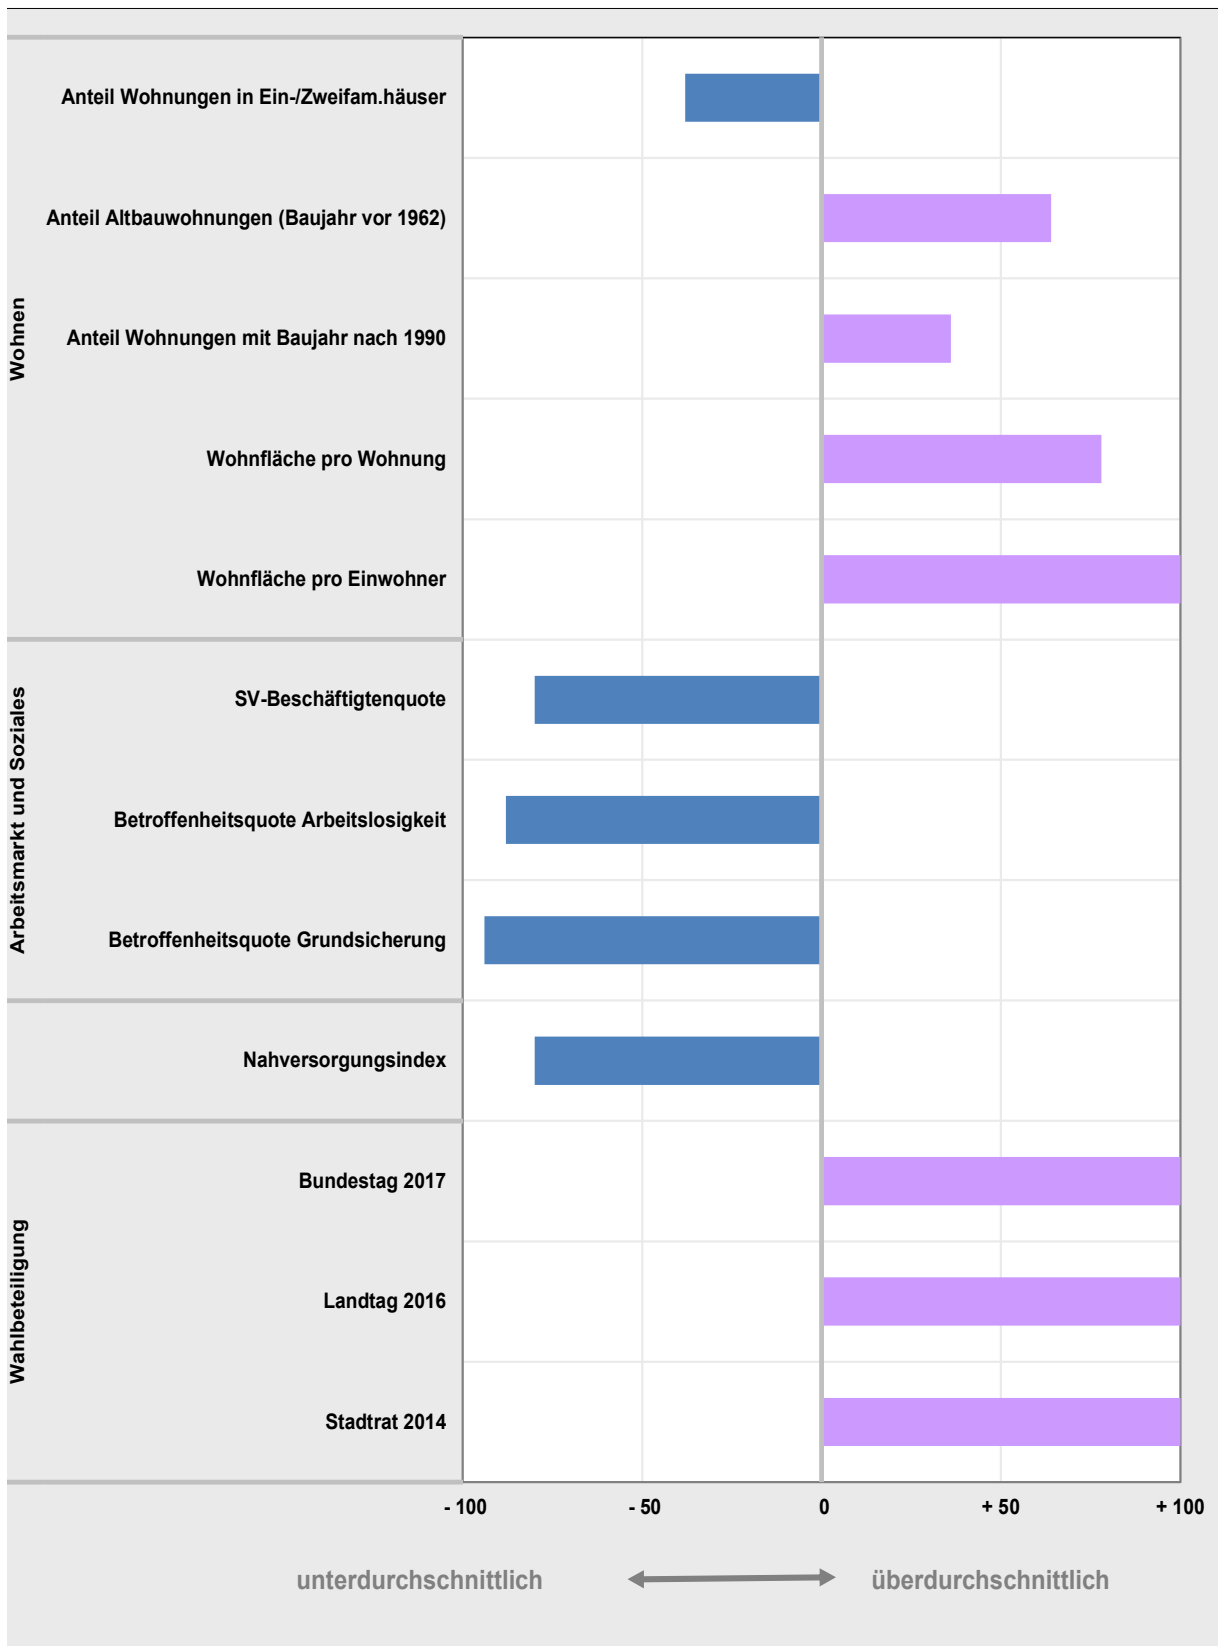 Wohnen
Anteil Wohnungen in Ein-/Zweifam.häuser
Anteil Altbauwohnungen (Baujahr vor 1962)
Anteil Wohnungen mit Baujahr nach 1990
Wohnfläche pro Wohnung
Wohnfläche pro Einwohner
Arbeitsmarkt und Soziales
SV-Beschäftigtenquote
Betroffenheitsquote Arbeitslosigkeit
Betroffenheitsquote Grundsicherung
Nahversorgungsindex
Wahlbeteiligung
Bundestag 2017
Landtag 2016
Stadtrat 2014
- 100 - 50 0 + 50 + 100
unterdurchschnittlich überdurchschnittlich